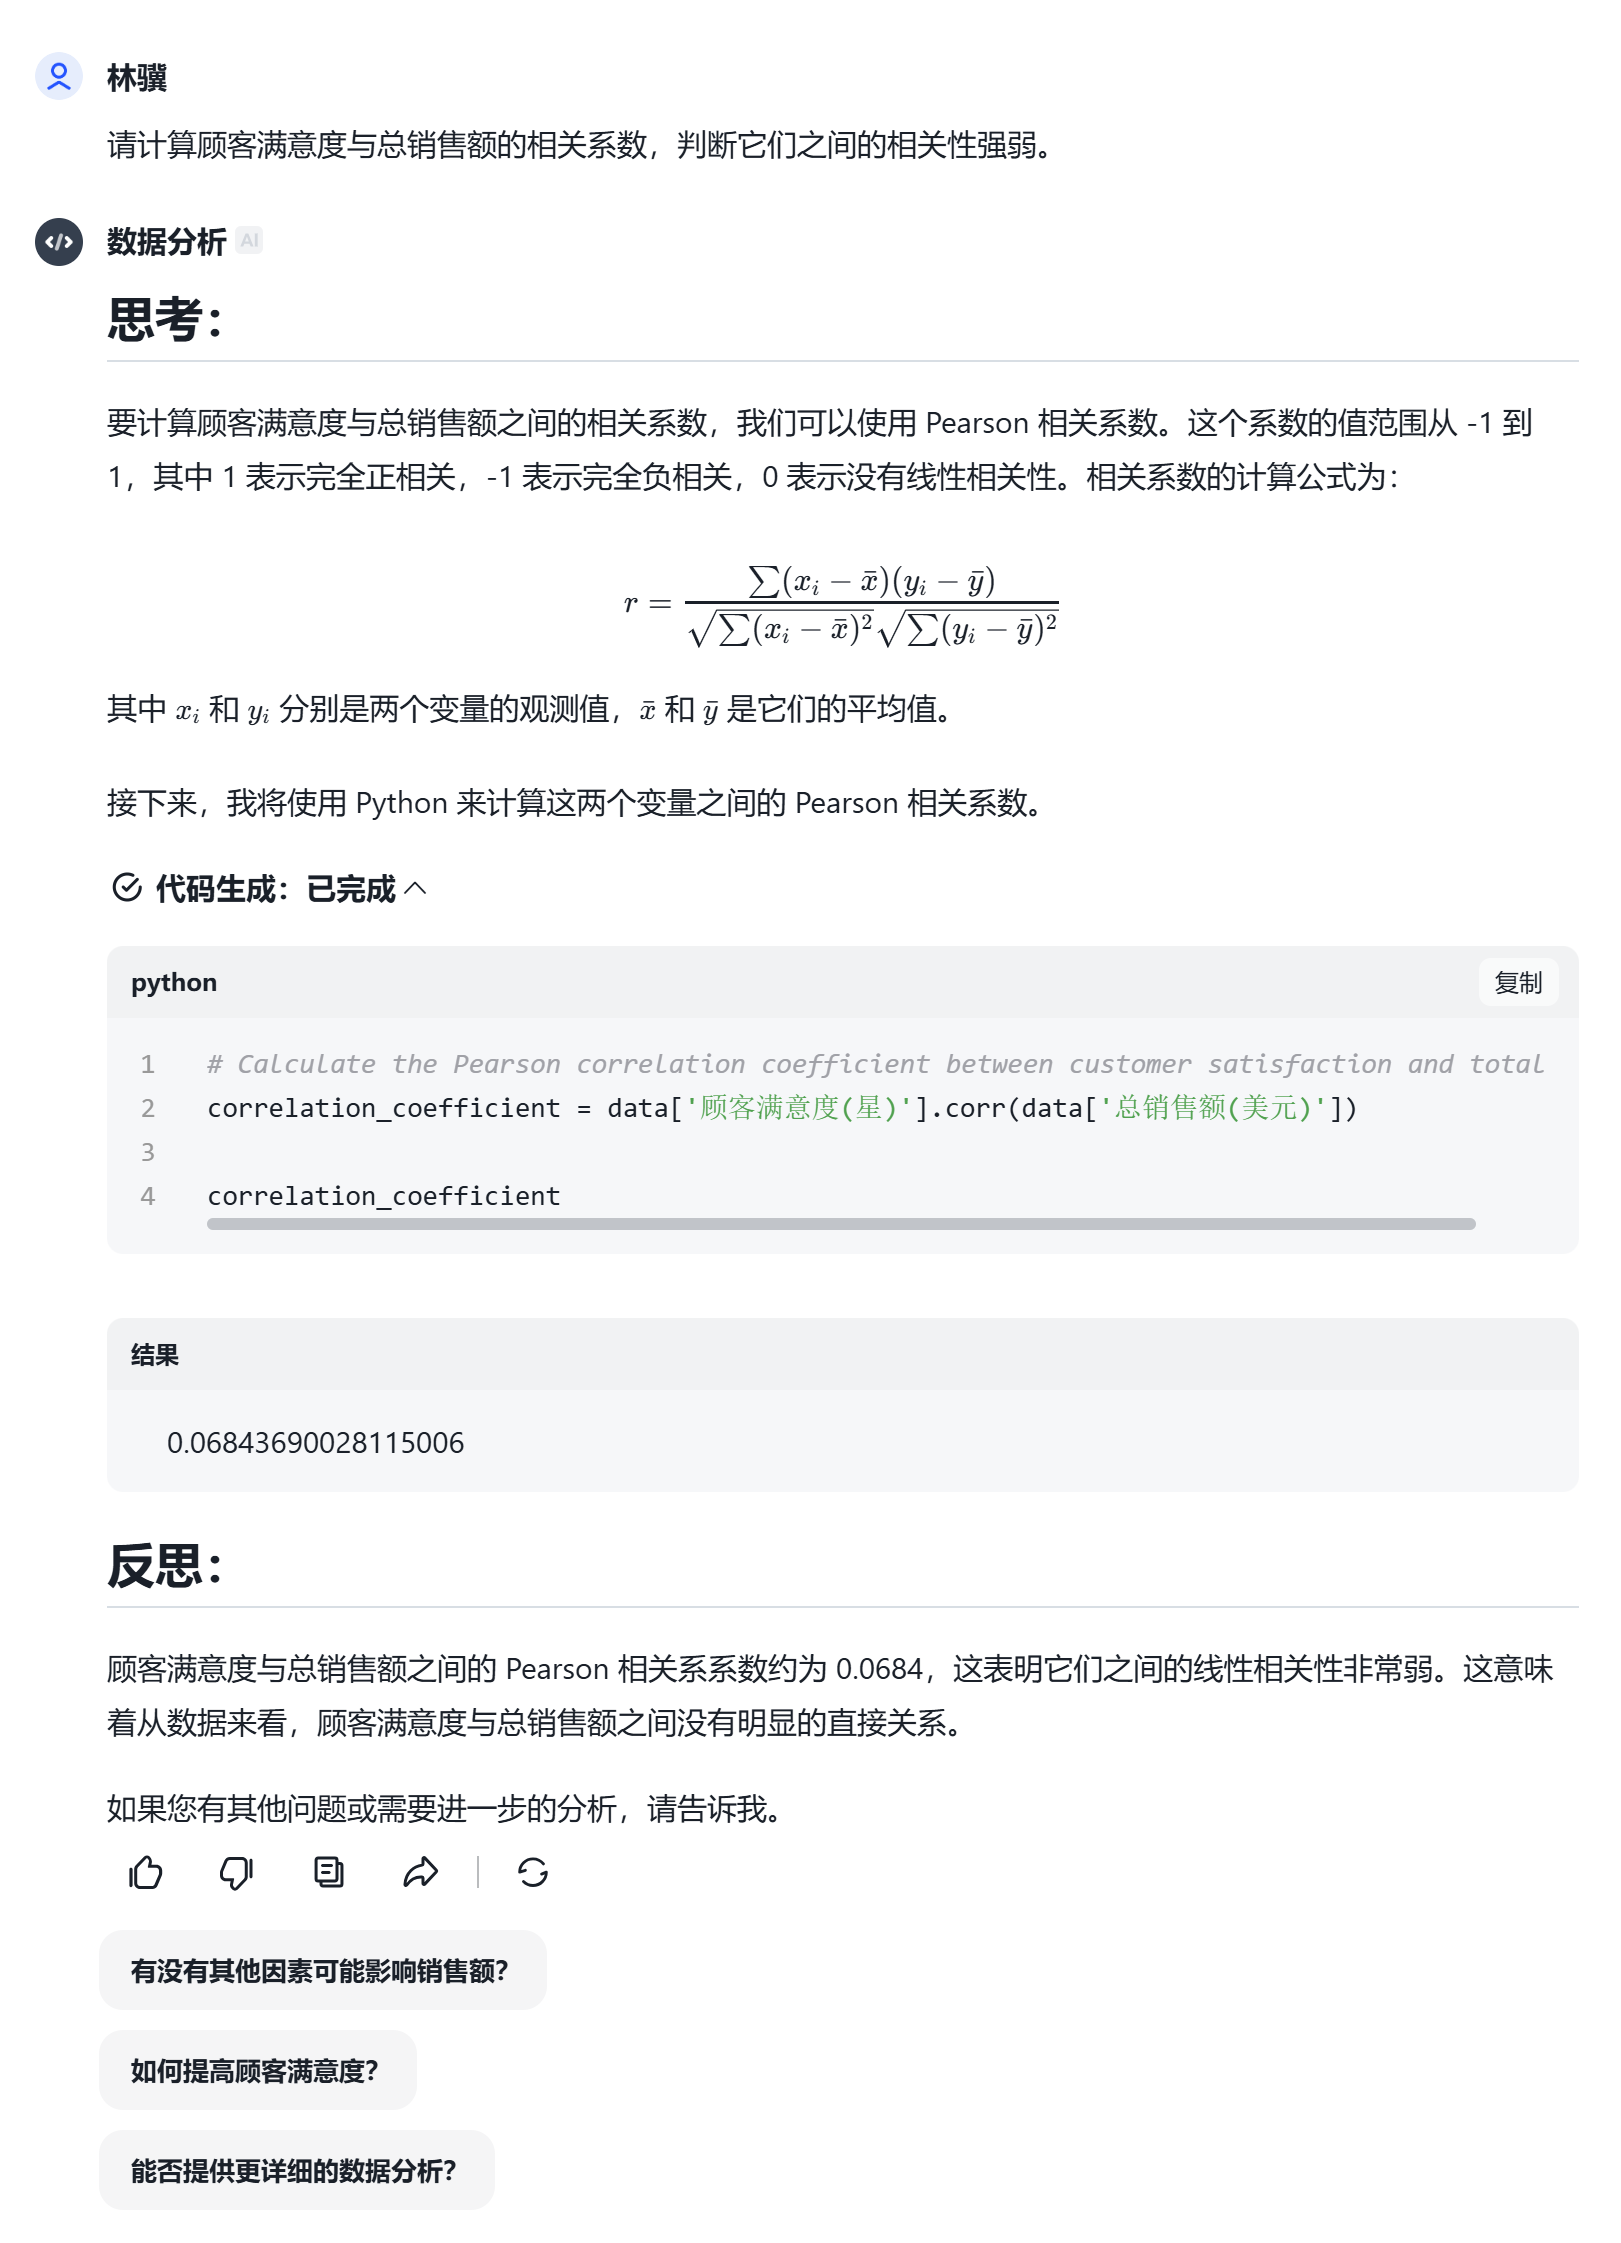 林骥
请计算顾客满意度与总销售额的相关系数，判断它们之间的相关性强弱。
数据分析 AI
思考：
要计算顾客满意度与总销售额之间的相关系数，我们可以使用 Pearson 相关系数。这个系数的值范围从 -1 到
1，其中 1 表示完全正相关，-1 表示完全负相关，0 表示没有线性相关性。相关系数的计算公式为：
r = \frac{\sum(x_i - \bar{x})(y_i - \bar{y})}{\sqrt{\sum(x_i - \bar{x})^2}\sqrt{\sum(y_i - \bar{y})^2}}
其中 x_i 和 y_i 分别是两个变量的观测值，\bar{x} 和 \bar{y} 是它们的平均值。
接下来，我将使用 Python 来计算这两个变量之间的 Pearson 相关系数。
代码生成：已完成
python 复制
1 # Calculate the Pearson correlation coefficient between customer satisfaction and total
2 correlation_coefficient = data['顾客满意度(星)'].corr(data['总销售额(美元)'])
3
4 correlation_coefficient
结果
0.06843690028115006
反思：
顾客满意度与总销售额之间的 Pearson 相关系系数约为 0.0684，这表明它们之间的线性相关性非常弱。这意味
着从数据来看，顾客满意度与总销售额之间没有明显的直接关系。
如果您有其他问题或需要进一步的分析，请告诉我。
有没有其他因素可能影响销售额？
如何提高顾客满意度？
能否提供更详细的数据分析？